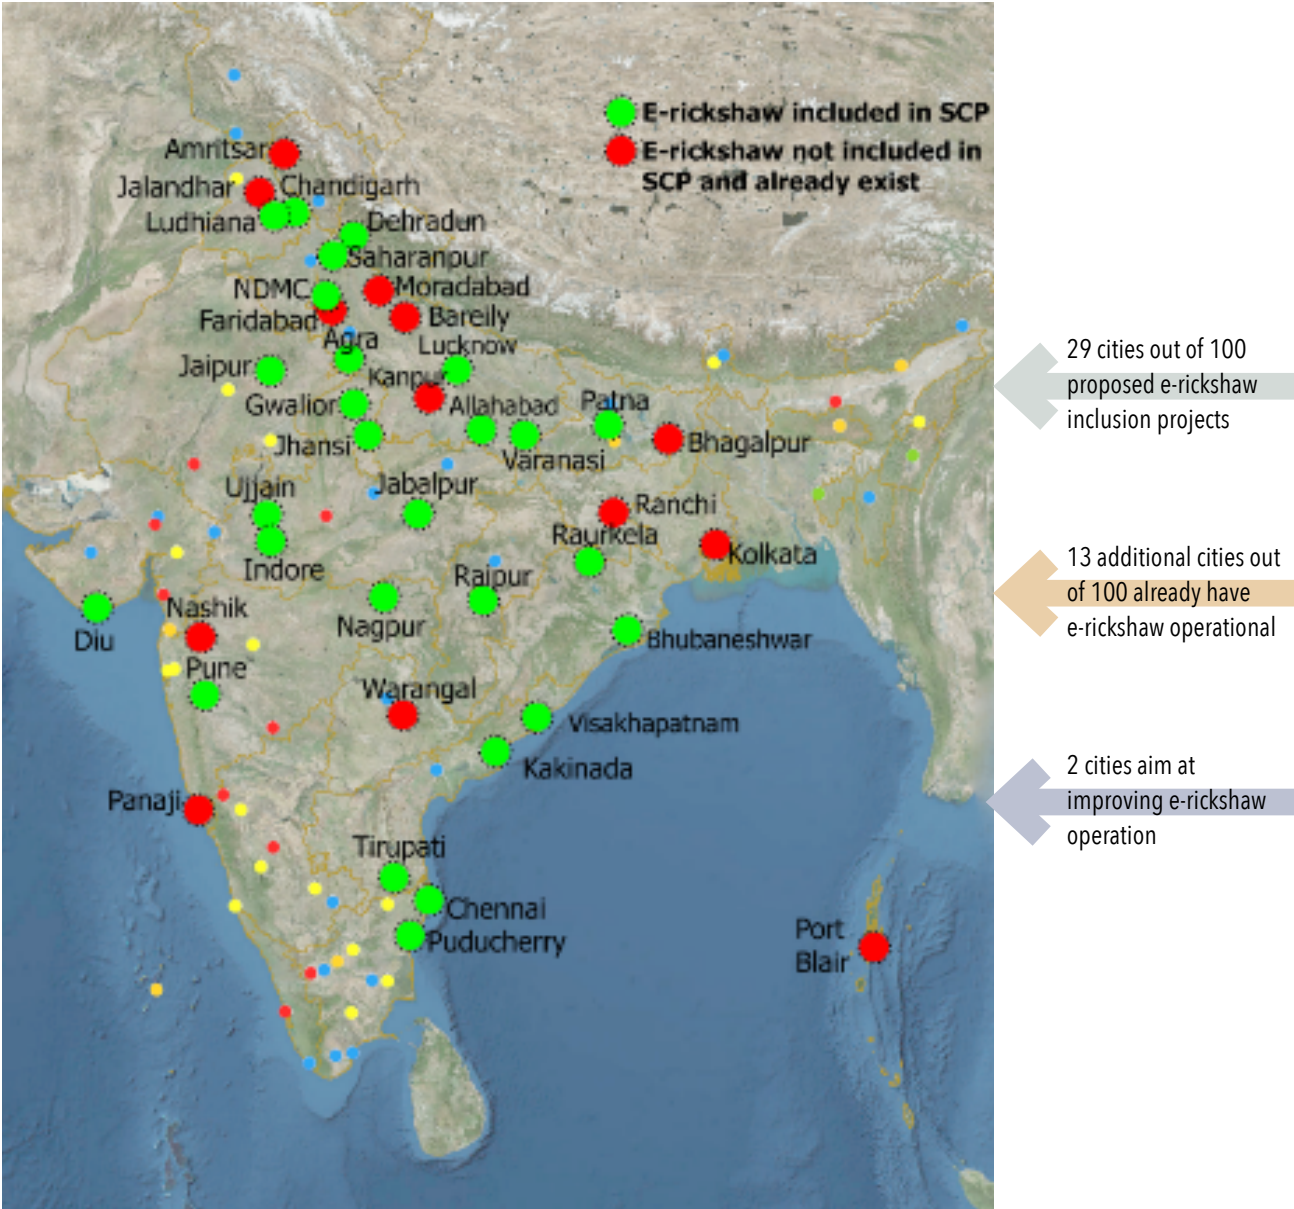 E-rickshaw included in SCP
E-rickshaw not included in
SCP and already exist
Amritsar
Jalandhar
Chandigarh
Ludhiana
Dehradun
Saharanpur
NDMC
Moradabad
Faridabad
Bareily
Agra
Lucknow
Jaipur
Kanpur
Gwalior
Allahabad
Patna
Jhansi
Varanasi
Bhagalpur
Ujjain
Jabalpur
Ranchi
Raurkela
Kolkata
Indore
Raipur
Nashik
Nagpur
Diu
Bhubaneshwar
Pune
Warangal
Visakhapatnam
Kakinada
Panaji
Tirupati
Chennai
Puducherry
Port
Blair
29 cities out of 100
proposed e-rickshaw
inclusion projects
13 additional cities out
of 100 already have
e-rickshaw operational
2 cities aim at
improving e-rickshaw
operation